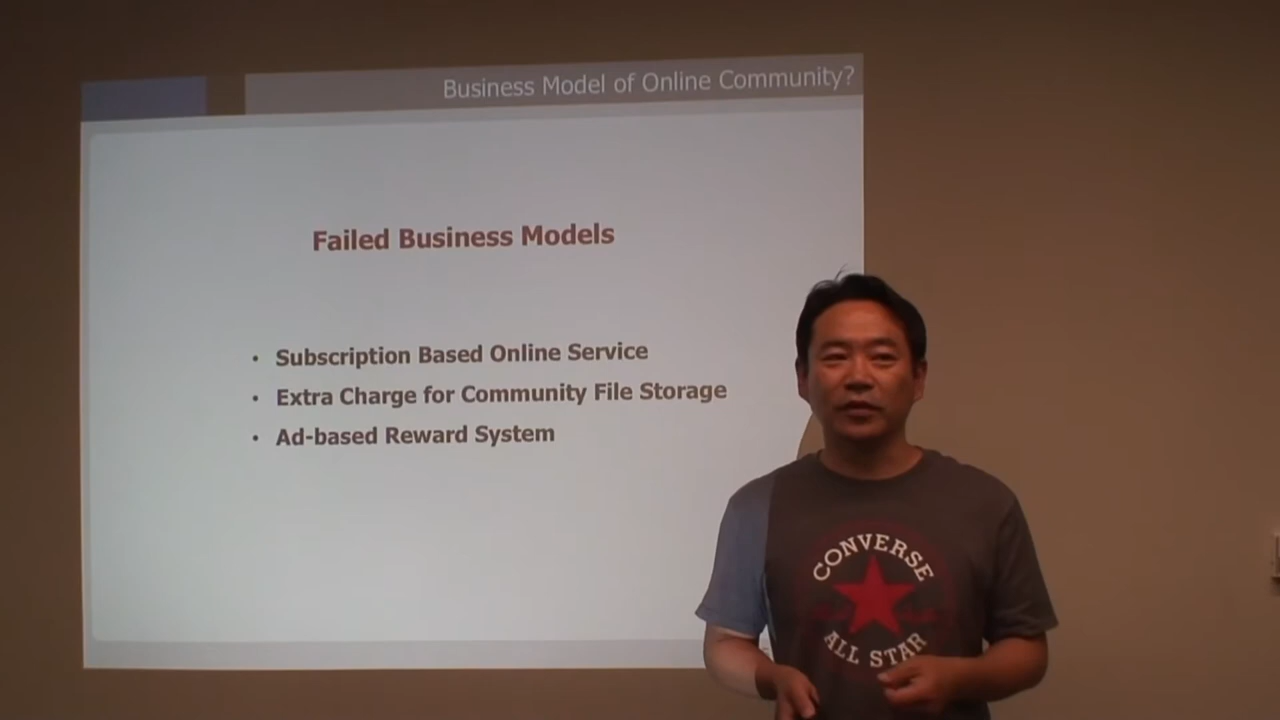 Business Model of Online Community?
Failed Business Models
• Subscription Based Online Service
• Extra Charge for Community File Storage
• Ad-based Reward System
CONVERSE
ALL STAR